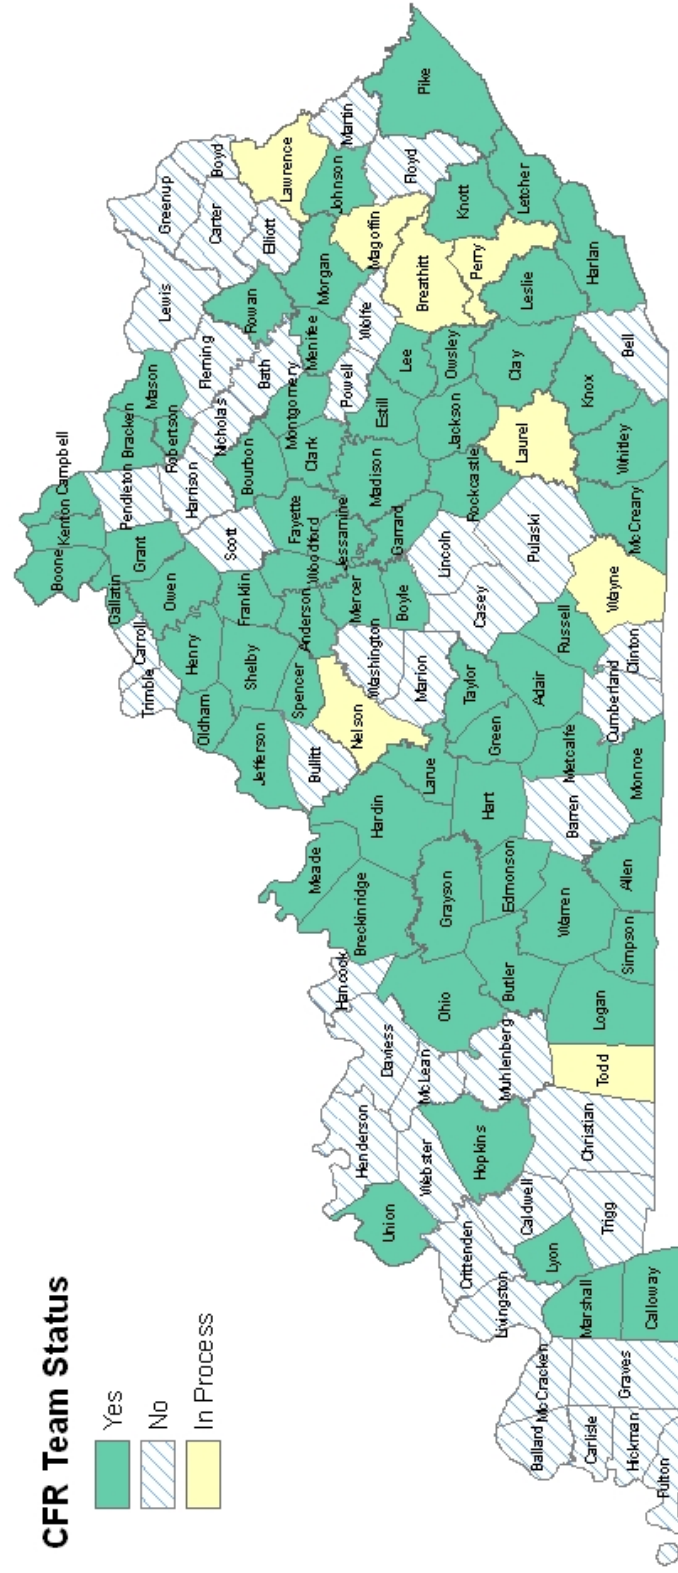 CFR Team Status
Yes
No
In Process
Boone
Kenton
Campbell
Gallatin
Grant
Pendleton
Bracken
Mason
Robertson
Lewis
Greenup
Boyd
Carter
Elliott
Lawrence
Martin
Johnson
Floyd
Pike
Trimble
Carroll
Owen
Harrison
Nicholas
Fleming
Rowan
Bath
Morgan
Magoffin
Oldham
Henry
Scott
Bourbon
Montgomery
Menifee
Wolfe
Breathitt
Knott
Letcher
Jefferson
Shelby
Franklin
Woodford
Fayette
Clark
Powell
Estill
Lee
Owsley
Perry
Leslie
Harlan
Bullitt
Spencer
Anderson
Mercer
Jessamine
Madison
Jackson
Clay
Bell
Meade
Hardin
Nelson
Washington
Boyle
Garrard
Rockcastle
Laurel
Knox
Breckinridge
Larue
Marion
Lincoln
Casey
Pulaski
Whitley
McCreary
Hancock
Daviess
Ohio
Grayson
Hart
Green
Taylor
Adair
Russell
Wayne
Henderson
McLean
Muhlenberg
Butler
Edmonson
Warren
Barren
Metcalfe
Cumberland
Clinton
Union
Webster
Hopkins
Todd
Logan
Simpson
Allen
Monroe
Crittenden
Livingston
Caldwell
Lyon
Trigg
Christian
Ballard
McCracken
Marshall
Calloway
Carlisle
Graves
Hickman
Fulton